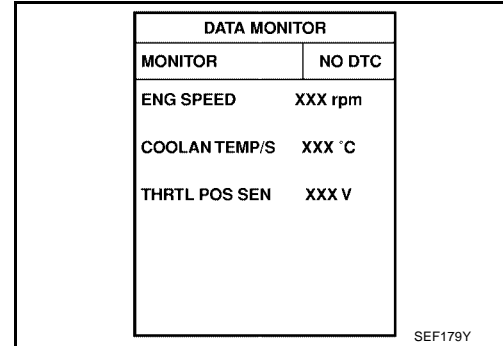 DATA MONITOR
MONITOR NO DTC
ENG SPEED XXX rpm
COOLAN TEMP/S XXX °C
THRTL POS SEN XXX V
SEF179Y